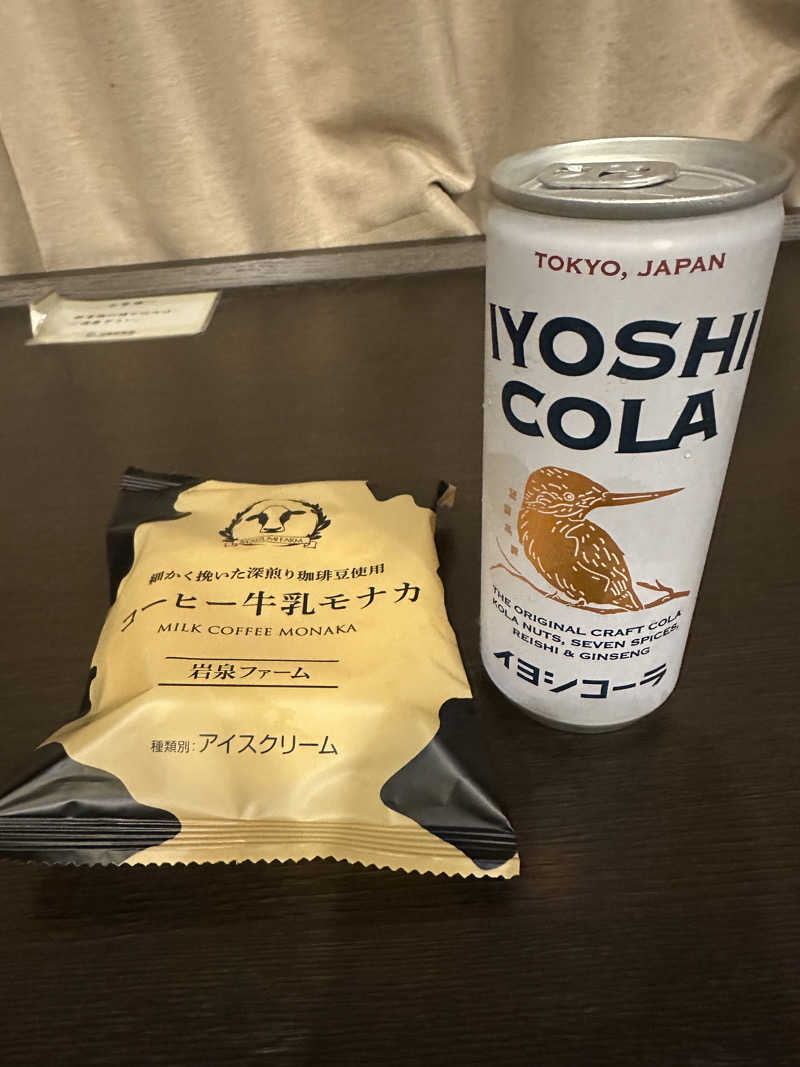 TOKYO, JAPAN
IYOSHI
COLA
THE ORIGINAL CRAFT COLA
KOLA NUTS, SEVEN SPICES,
REISHI & GINSENG
イヨシコーラ
細かく挽いた深煎り珈琲豆使用
コーヒー牛乳モナカ
MILK COFFEE MONAKA
岩泉ファーム
種類別:アイスクリーム